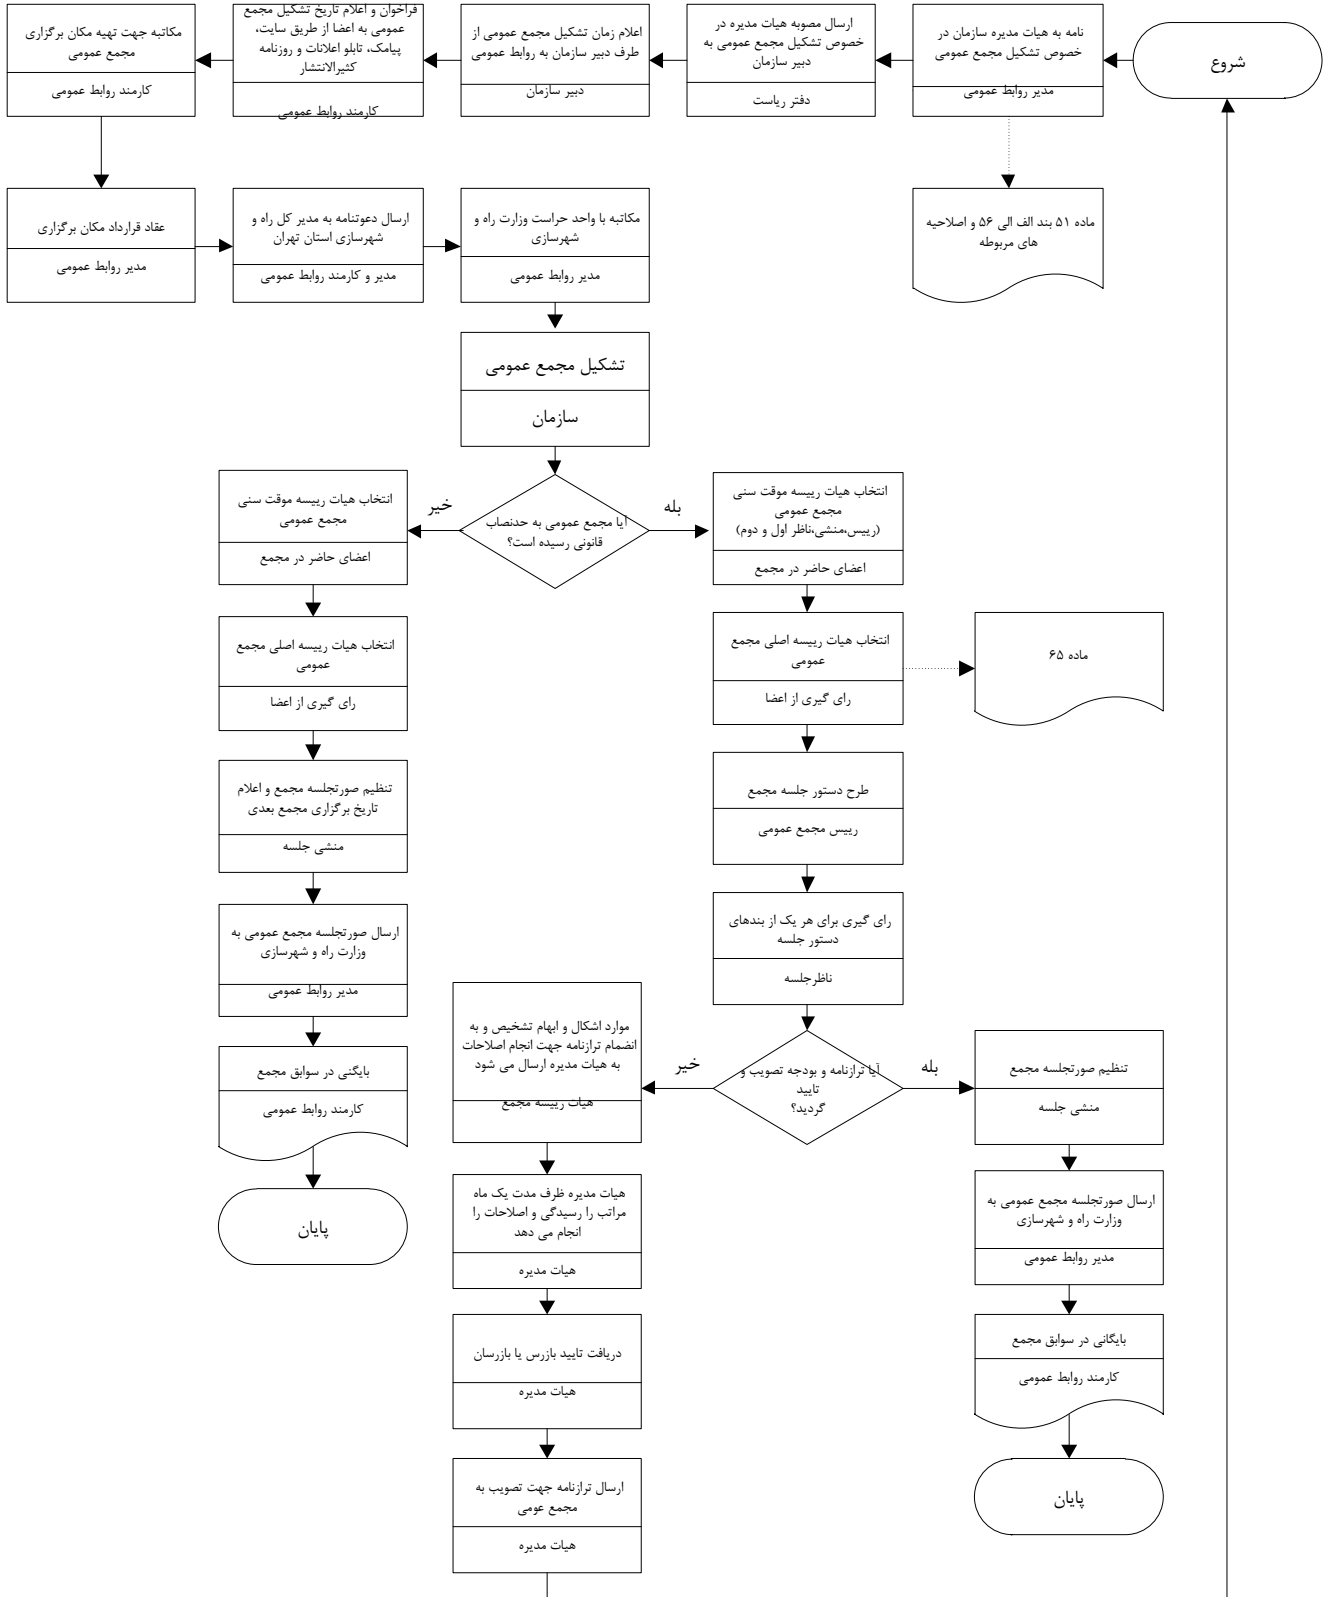 شروع
نامه به هیات مدیره سازمان در
خصوص تشکیل مجمع عمومی
مدیر روابط عمومی
ارسال مصوبه هیات مدیره در
خصوص تشکیل مجمع عمومی به
دبیر سازمان
دفتر ریاست
اعلام زمان تشکیل مجمع عمومی از
طرف دبیر سازمان به روابط عمومی
دبیر سازمان
فراخوان و اعلام تاریخ تشکیل مجمع
عمومی به اعضا از طریق سایت،
پیامک، تابلو اعلانات و روزنامه
کثیرالانتشار
کارمند روابط عمومی
مکاتبه جهت تهیه مکان برگزاری
مجمع عمومی
کارمند روابط عمومی
ماده ۵۱ بند الف الی ۵۶ و اصلاحیه
های مربوطه
عقاد قرارداد مکان برگزاری
مدیر روابط عمومی
ارسال دعوتنامه به مدیر کل راه و
شهرسازی استان تهران
مدیر و کارمند روابط عمومی
مکاتبه با واحد حراست وزارت راه و
شهرسازی
مدیر روابط عمومی
تشکیل مجمع عمومی
سازمان
آیا مجمع عمومی به حدنصاب
قانونی رسیده است؟
بله
خیر
انتخاب هیات رییسه موقت سنی
مجمع عمومی
(رییس،منشی،ناظر اول و دوم)
اعضای حاضر در مجمع
انتخاب هیات رییسه اصلی مجمع
عمومی
رای گیری از اعضا
ماده ۶۵
طرح دستور جلسه مجمع
رییس مجمع عمومی
رای گیری برای هر یک از بندهای
دستور جلسه
ناظرجلسه
آیا ترازنامه و بودجه تصویب و
تایید
گردید؟
بله
خیر
تنظیم صورتجلسه مجمع
منشی جلسه
ارسال صورتجلسه مجمع عمومی به
وزارت راه و شهرسازی
مدیر روابط عمومی
بایگانی در سوابق مجمع
کارمند روابط عمومی
پایان
موارد اشکال و ابهام تشخیص و به
انضمام ترازنامه جهت انجام اصلاحات
به هیات مدیره ارسال می شود
هیات رییسه مجمع
هیات مدیره ظرف مدت یک ماه
مراتب را رسیدگی و اصلاحات را
انجام می دهد
هیات مدیره
دریافت تایید بازرس یا بازرسان
هیات مدیره
ارسال ترازنامه جهت تصویب به
مجمع عومی
هیات مدیره
انتخاب هیات رییسه موقت سنی
مجمع عمومی
اعضای حاضر در مجمع
انتخاب هیات رییسه اصلی مجمع
عمومی
رای گیری از اعضا
تنظیم صورتجلسه مجمع و اعلام
تاریخ برگزاری مجمع بعدی
منشی جلسه
ارسال صورتجلسه مجمع عمومی به
وزارت راه و شهرسازی
مدیر روابط عمومی
بایگنی در سوابق مجمع
کارمند روابط عمومی
پایان